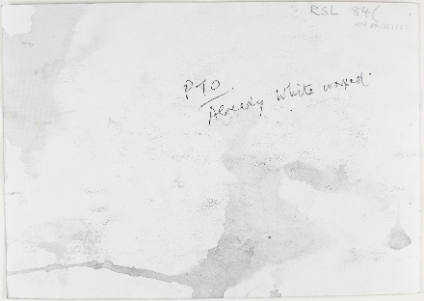 RSL 84(
PTO
Already White waxed.